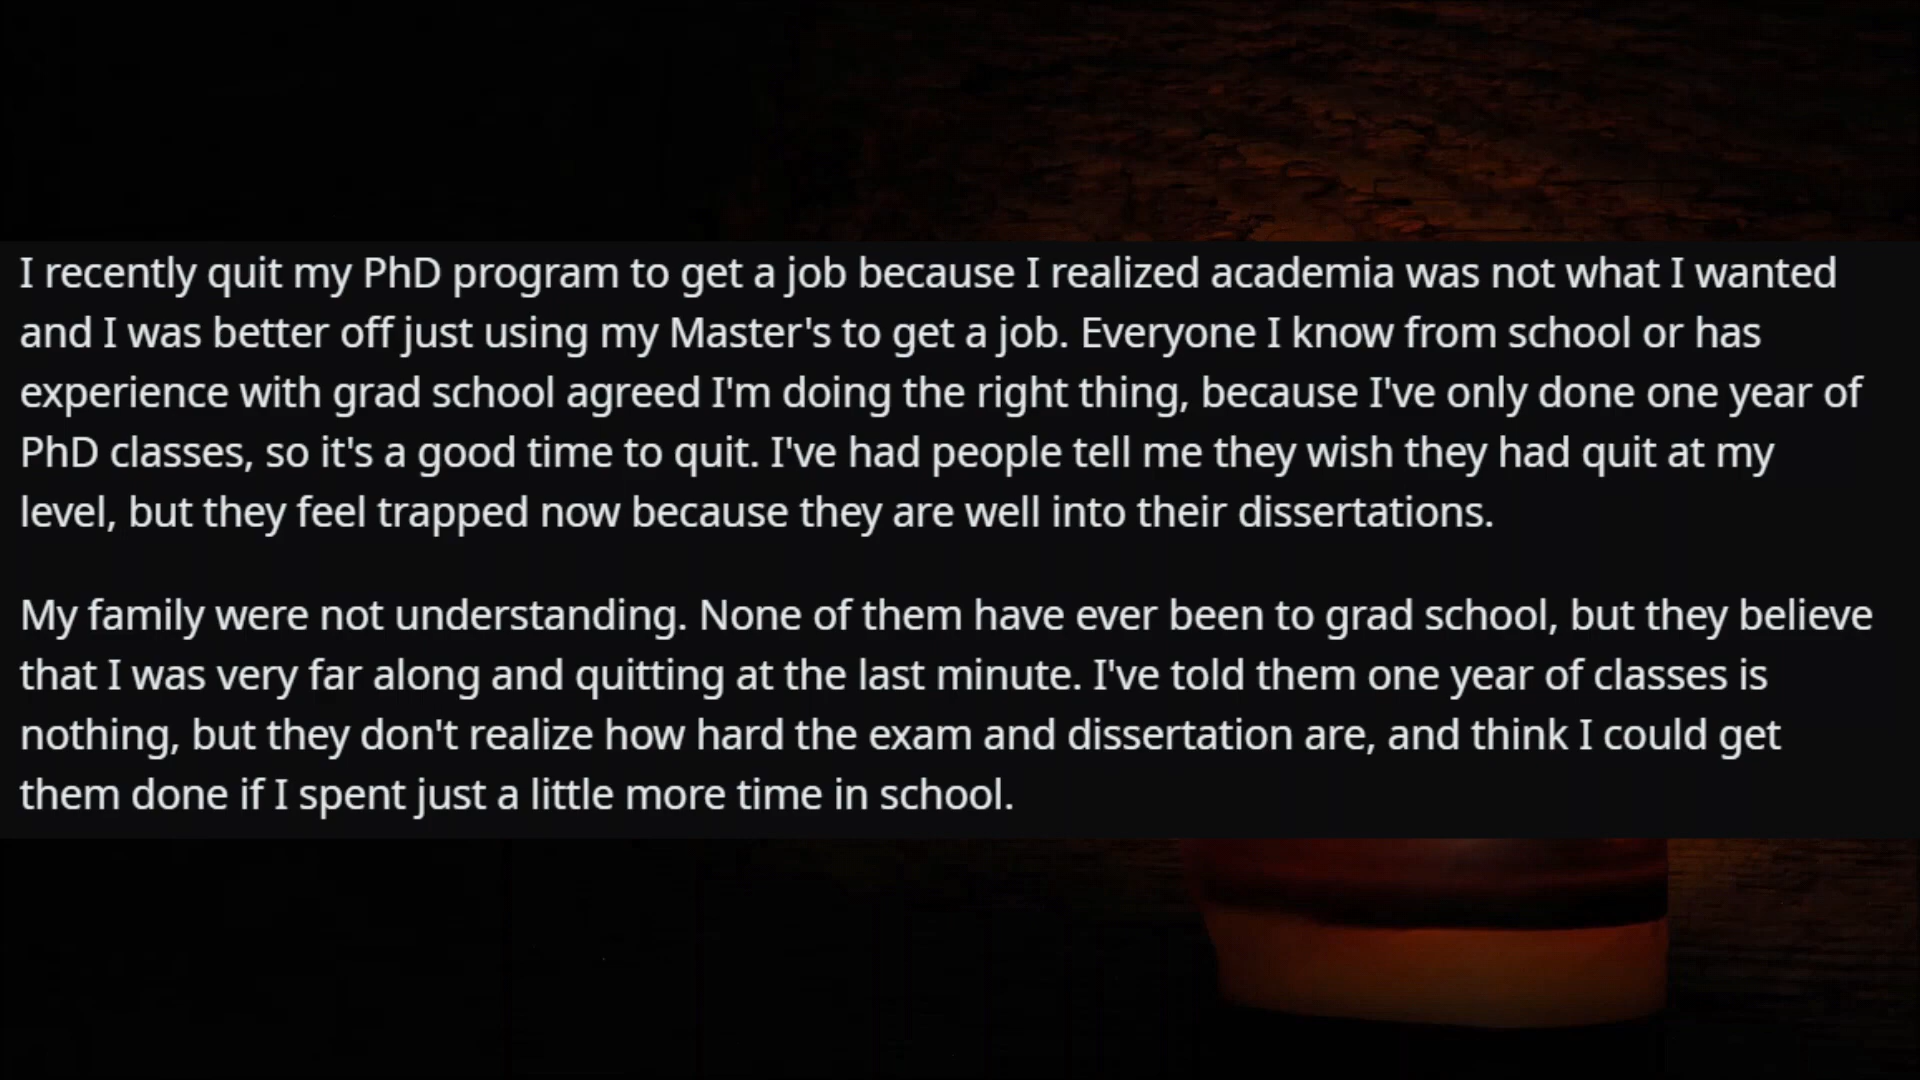 I recently quit my PhD program to get a job because I realized academia was not what I wanted
and I was better off just using my Master's to get a job. Everyone I know from school or has
experience with grad school agreed I'm doing the right thing, because I've only done one year of
PhD classes, so it's a good time to quit. I've had people tell me they wish they had quit at my
level, but they feel trapped now because they are well into their dissertations.
My family were not understanding. None of them have ever been to grad school, but they believe
that I was very far along and quitting at the last minute. I've told them one year of classes is
nothing, but they don't realize how hard the exam and dissertation are, and think I could get
them done if I spent just a little more time in school.